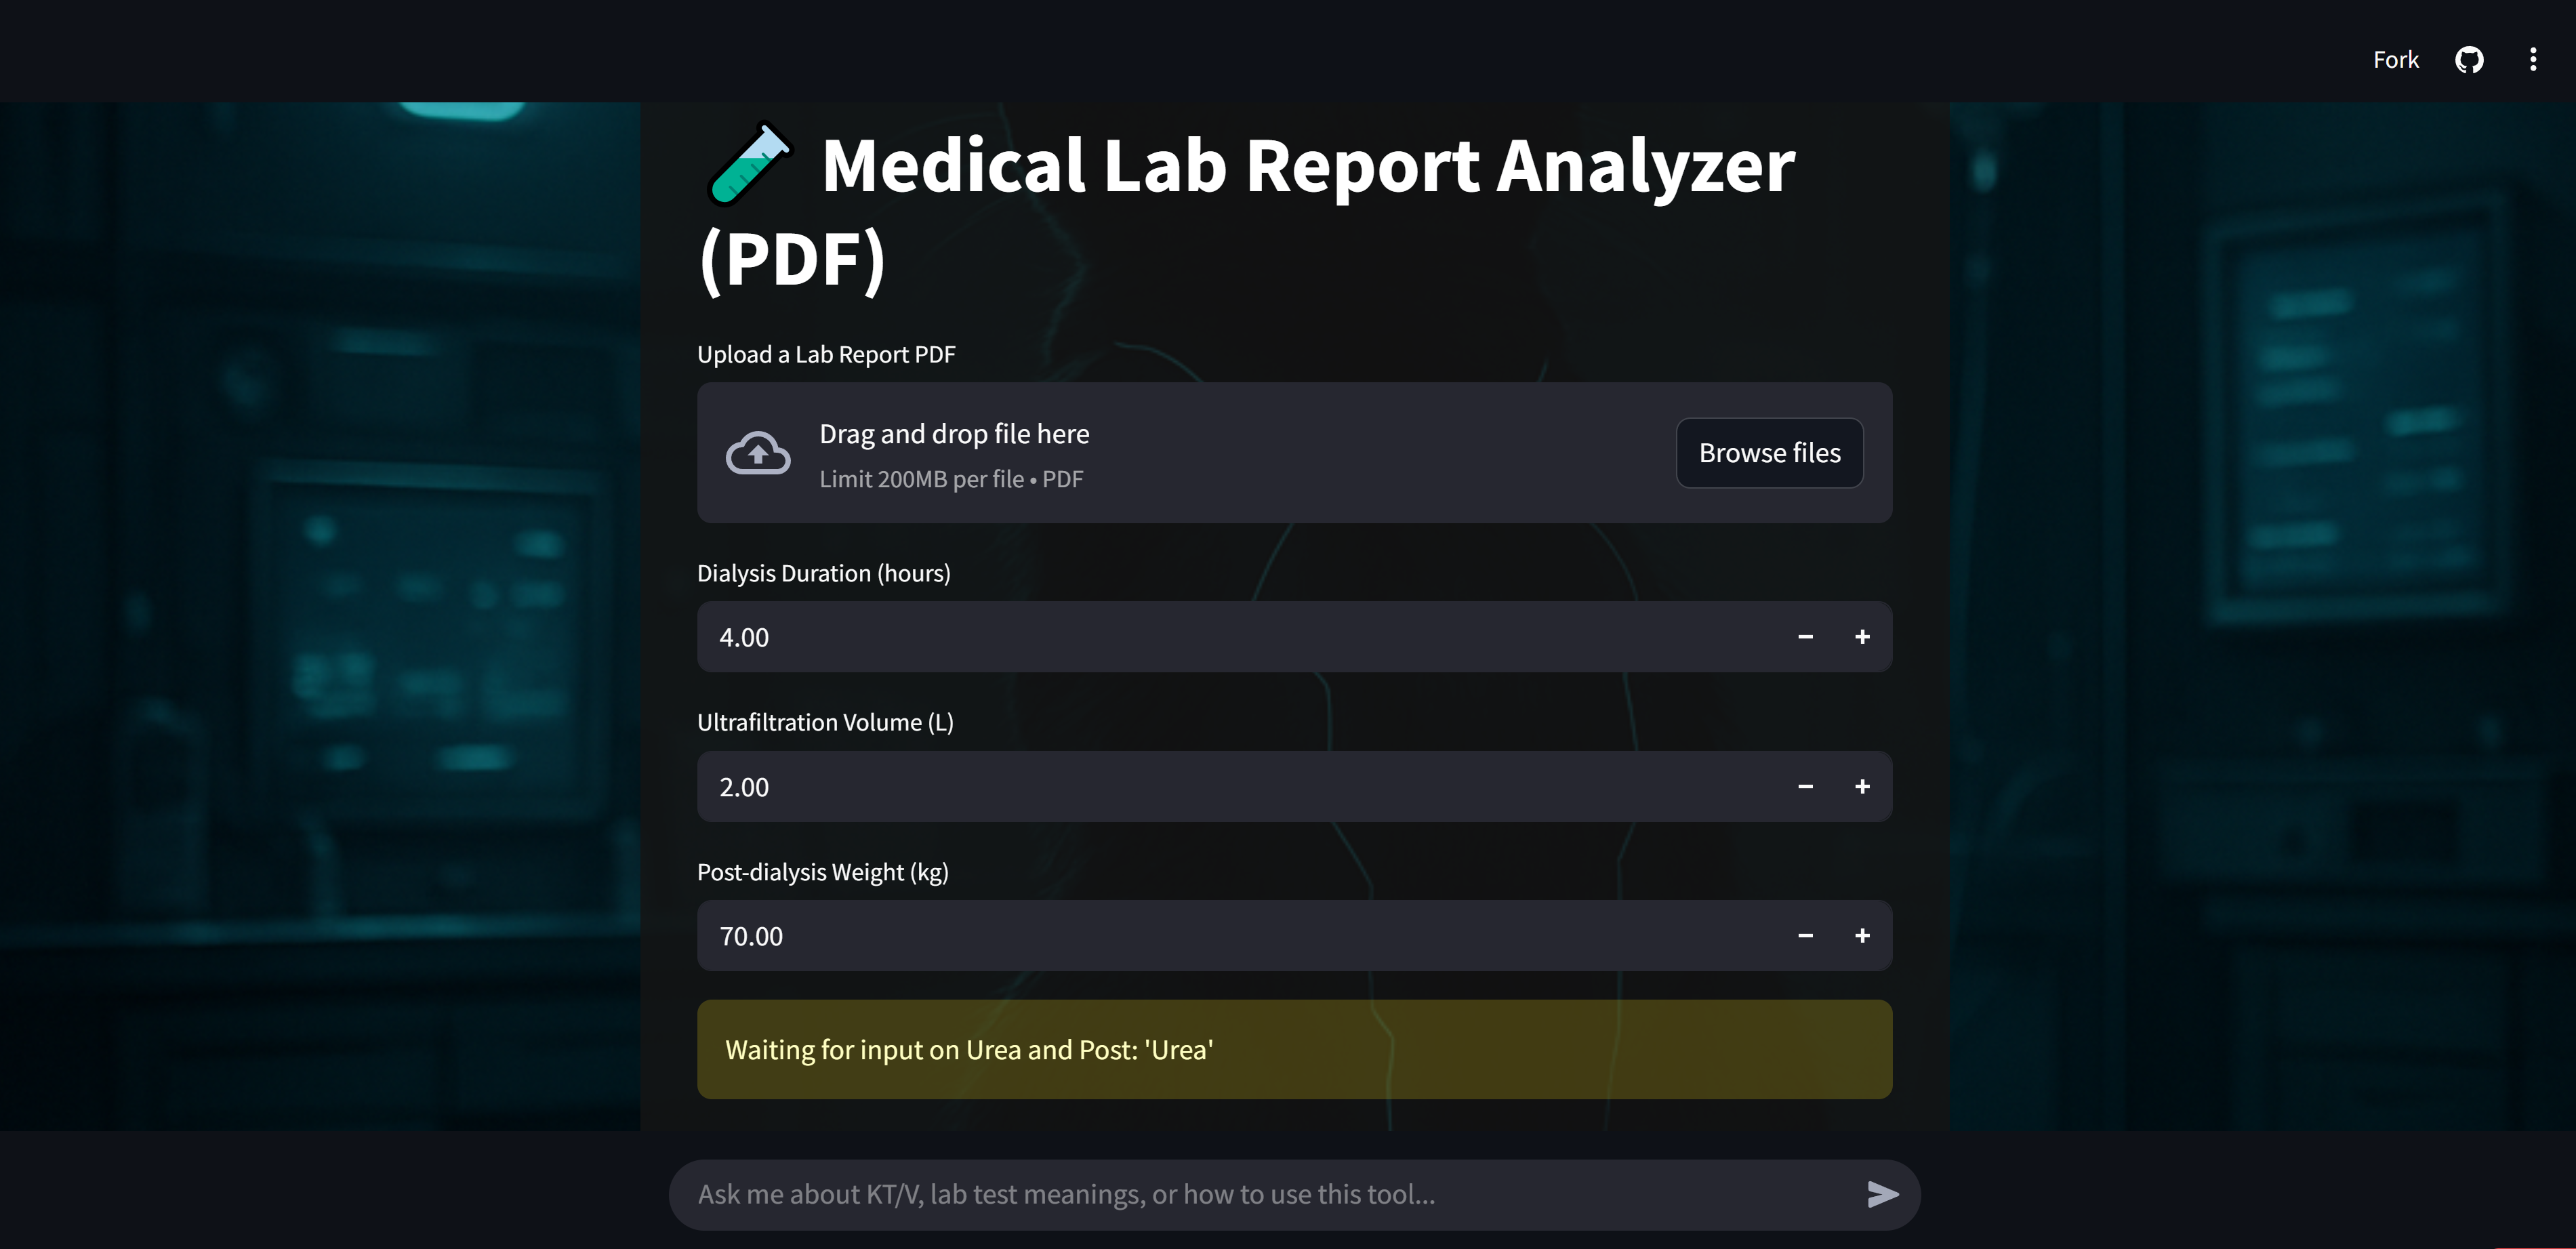 Fork
Medical Lab Report Analyzer
(PDF)
Upload a Lab Report PDF
Drag and drop file here
Limit 200MB per file • PDF
Browse files
Dialysis Duration (hours)
4.00
Ultrafiltration Volume (L)
2.00
Post-dialysis Weight (kg)
70.00
Waiting for input on Urea and Post: 'Urea'
Ask me about KT/V, lab test meanings, or how to use this tool...